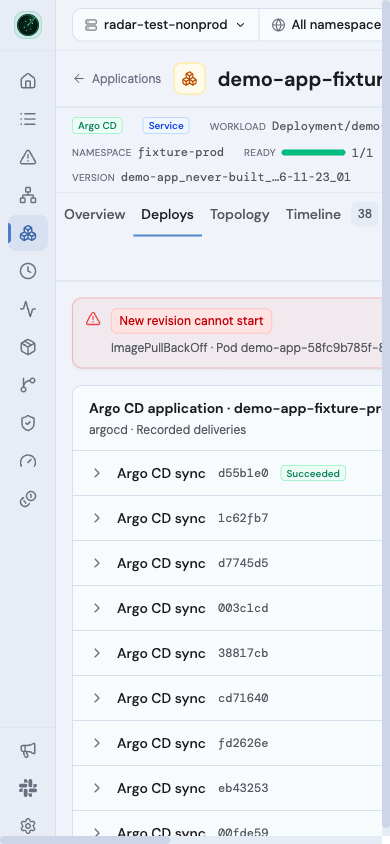 radar-test-nonprod
All namespace
Applications
demo-app-fixtur
Argo CD Service WORKLOAD Deployment/demo
NAMESPACE fixture-prod READY 1/1
VERSION demo-app_never-built_…6-11-23_01
Overview Deploys Topology Timeline 38
New revision cannot start
ImagePullBackOff · Pod demo-app-58fc9b785f-8
Argo CD application · demo-app-fixture-pr
argocd · Recorded deliveries
Argo CD sync d55b1e0 Succeeded
Argo CD sync 1c62fb7
Argo CD sync d7745d5
Argo CD sync 003c1cd
Argo CD sync 38817cb
Argo CD sync cd71640
Argo CD sync fd2626e
Argo CD sync eb43253
Argo CD sync 00fde59